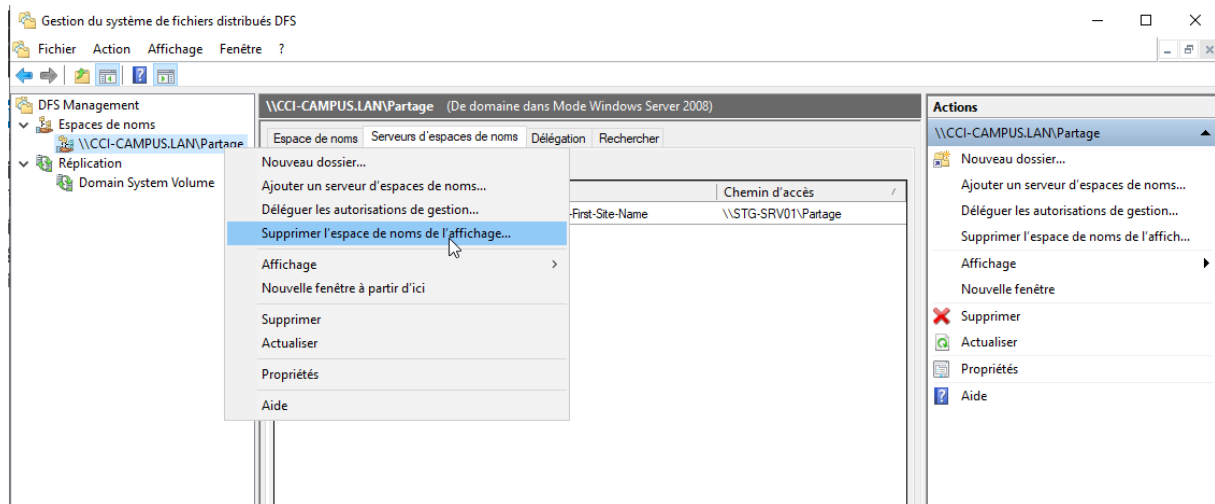 Gestion du système de fichiers distribués DFS
Fichier Action Affichage Fenêtre ?
DFS Management
Espaces de noms
\\CCI-CAMPUS.LAN\Partage
Réplication
Domain System Volume
\\CCI-CAMPUS.LAN\Partage (De domaine dans Mode Windows Server 2008)
Espace de noms Serveurs d'espaces de noms Délégation Rechercher
Chemin d'accès
-First-Site-Name \\STG-SRV01\Partage
Nouveau dossier...
Ajouter un serveur d'espaces de noms...
Déléguer les autorisations de gestion...
Supprimer l'espace de noms de l'affichage...
Affichage
Nouvelle fenêtre à partir d'ici
Supprimer
Actualiser
Propriétés
Aide
Actions
\\CCI-CAMPUS.LAN\Partage
Nouveau dossier...
Ajouter un serveur d'espaces de noms...
Déléguer les autorisations de gestion...
Supprimer l'espace de noms de l'affich...
Affichage
Nouvelle fenêtre
Supprimer
Actualiser
Propriétés
Aide